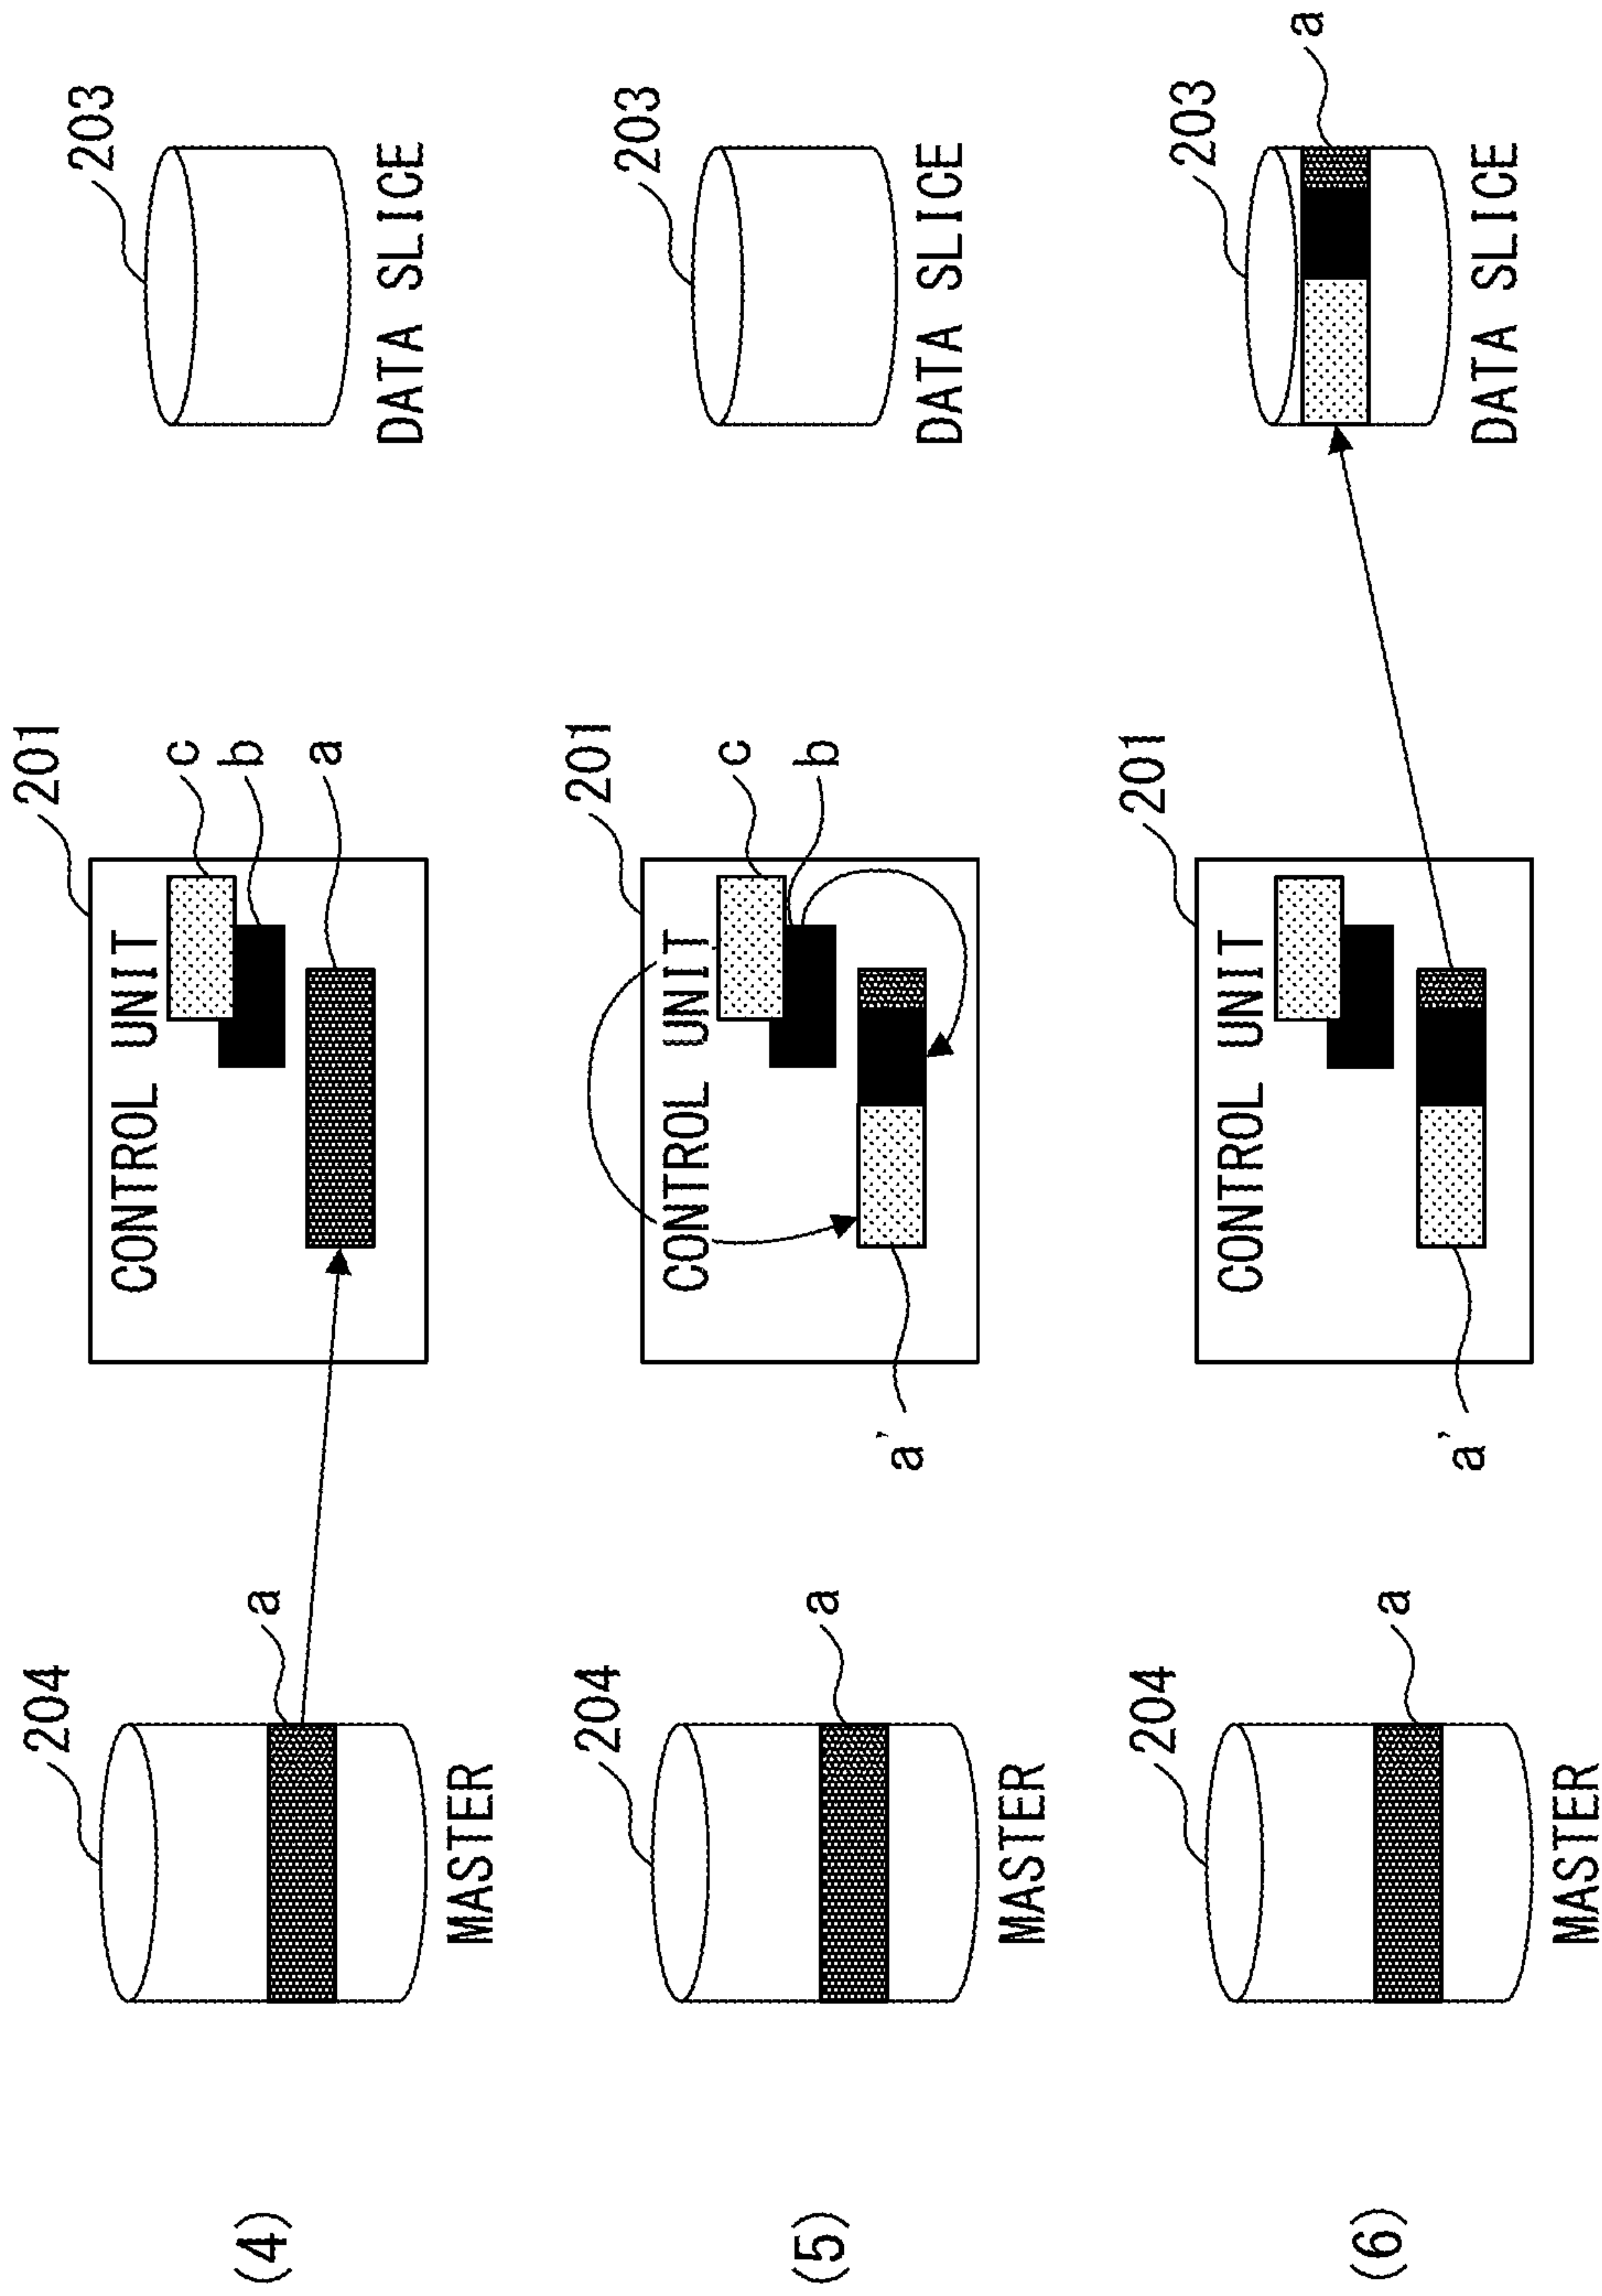 (4)
204
a
MASTER
201
CONTROL UNIT
c
b
a
203
DATA SLICE
(5)
204
a
MASTER
201
CONTROL UNIT
c
b
a'
203
DATA SLICE
(6)
204
a
MASTER
201
CONTROL UNIT
a'
203
a
DATA SLICE